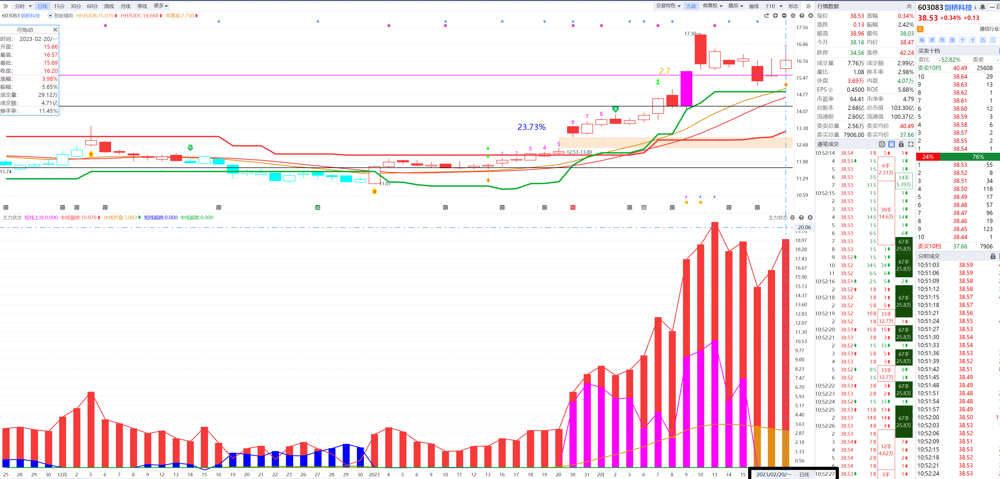 分时 日线 15分 30分 60分 周线 月线 季线 更多
交易特色 九转 前复权 叠加 画线 F10 形态
603083 剑桥科技 智能辅助 HHJSJDB:15.035 HHJSJDC:14.668 乖离率:7.750
可拖动
时间: 2023-02-20/一
开盘: 15.86
最高: 16.57
最低: 15.69
收盘: 16.20
涨幅: 3.98%
振幅: 5.65%
成交量: 29.12万
成交额: 4.71亿
换手率: 11.45%
17.30
2.7
23.73%
12.53-13.00
11.74
11.07
1 2 3 4 5 6 7 8 9
S
B
B
1
17.56
16.86
16.16
15.47
14.77
14.07
13.38
12.68
11.98
11.29
10.59
减
预
主力状态 短线上攻:0.000 中线强势:19.076 中线控盘:3.083 短线超跌:0.000 中线超跌:0.000
主力状态
20.06
18.97
18.20
17.43
16.67
15.90
15.13
14.37
13.60
12.83
12.07
11.30
10.53
9.77
9.00
8.23
7.47
6.70
5.93
5.17
4.40
3.63
2.87
2.10
1.33
0.56
25 28 29 30 12月 2 5 6 7 8 9 12 13 14 15 16 19 20 21 22 23 26 27 28 29 30 2023 4 5 6 9 10 11 12 13 16 17 18 19 20 30 31 2月 2 3 6 7 8 9 10 13 14 15 2023/02/20/一 日线
行情数据
现价 38.53 涨幅 0.34%
涨跌 0.13 振幅 2.42%
最高 38.96 最低 38.03
今开 38.16 均价 38.47
跌停 34.56 涨停 42.24
成交量 7.76万 成交额 2.99亿
量比 1.08 换手率 2.98%
外盘 3.69万 内盘 4.07万
EPS③ 0.4500 ROE 5.88%
市盈率 64.41 市净率 4.79
总股本 2.68亿 总市值 103.30亿
流通股 2.60亿 流通值 100.37亿
委卖总量 2.56万 委卖均价 40.49
委买总量 7906.00 委买均价 37.66
逐笔成交
10:52:14 38.54 1B 5 1
4 38.53 1S 1
5 38.53 1S 1
6 38.53 3S
7 38.53 11S
10:52:15 38.53 1S 1
2 38.53 1S 1
3 38.53 1S 1
4 38.53 14S 14
5 38.53 1S 1
6 38.53 6S 6
7 38.53 3S
8 38.53 1S 1
9 38.52 1S 1
10 38.52 34S 34
11 38.52 6S 6
10:52:16 38.51 2S 5 2
2 38.52 1B 1
10:52:18 38.52 1B 1
2 38.52 5B 5
10:52:19 38.52 19B
2 38.52 1B 1
10:52:20 38.53 15B 15
10:52:21 38.53 3B 3
2 38.52 1S 33 1
3 38.53 5B 5
4 38.53 3B 3
5 38.52 8S 8
6 38.52 3S 3
10:52:22 38.53 3B 3
10:52:23 38.53 2B 2
10:52:24 38.52 1S 33 1
10:52:25 38.53 13B 13
2 38.53 14B 14
10:52:26 38.53 4B 4
2 38.53 1B
3 38.54 7B 7
4 38.54 1B 1
5 38.54 2B 2
6 38.54 1B 1
10:52:27 38.53 1B 1
6手
2.31万
14手
5.39万
38手
14.6万
67手
25.8万
67手
25.8万
67手
25.8万
33手
12.7万
67手
25.8万
67手
25.8万
33手
12.7万
67手
25.8万
67手
25.8万
12手
4.62万
3手
603083 剑桥科技
38.53 +0.34% +0.13
R 通信行业:
海 波 流 涨 十 十 五 三
买卖十档
委比 -52.82% 委差
委卖10档 40.49 25608
10 38.64 29
9 38.63 13
8 38.62 1
7 38.61 1
6 38.60 12
5 38.59 3
4 38.58 6
3 38.57 2
2 38.55 2
1 38.54 1
24% 76%
1 38.53 55
2 38.52 8
3 38.51 34
4 38.50 118
5 38.49 17
6 38.48 57
7 38.47 96
8 38.46 19
9 38.45 123
10 38.44 1
委买10档 37.66 7906
分时成交
10:51:03 38.59
10:51:06 38.59
10:51:09 38.58
10:51:12 38.58
10:51:15 38.57
10:51:18 38.57
10:51:21 38.56
10:51:24 38.55
10:51:27 38.53
10:51:30 38.54
10:51:33 38.54
10:51:36 38.53
10:51:39 38.52
10:51:42 38.51
10:51:45 38.49
10:51:48 38.49
10:51:51 38.48
10:51:54 38.48
10:51:57 38.49
10:52:00 38.50
10:52:03 38.53
10:52:06 38.52
10:52:09 38.51
10:52:15 38.53
10:52:18 38.52
10:52:21 38.53
10:52:24 38.53